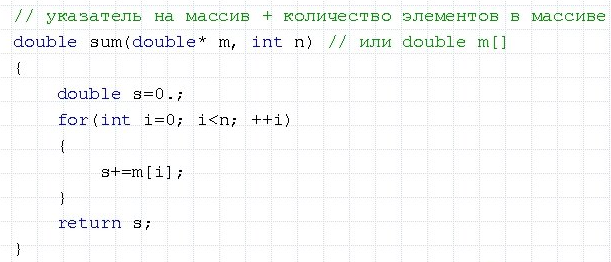 // указатель на массив + количество элементов в массиве
double sum(double* m, int n) // или double m[]
{
    double s=0.;
    for(int i=0; i<n; ++i)
    {
        s+=m[i];
    }
    return s;
}